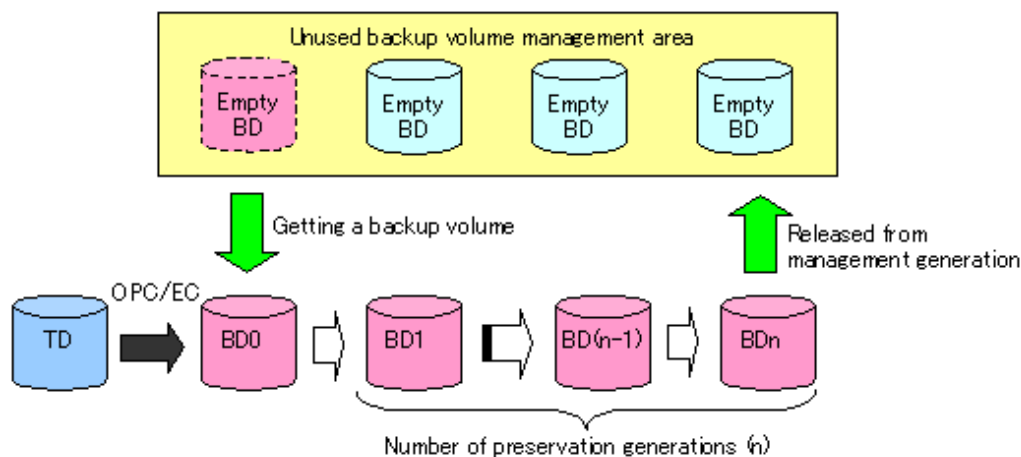 Unused backup volume management area
Empty
BD
Empty
BD
Empty
BD
Empty
BD
Getting a backup volume
Released from
management generation
OPC/EC
TD
BD0
BD1
BD(n-1)
BDn
Number of preservation generations (n)